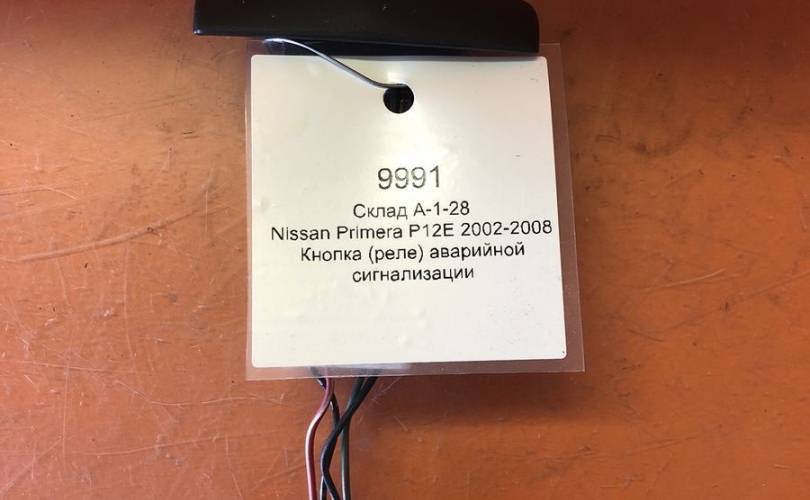 9991
Склад А-1-28
Nissan Primera P12E 2002-2008
Кнопка (реле) аварийной
сигнализации